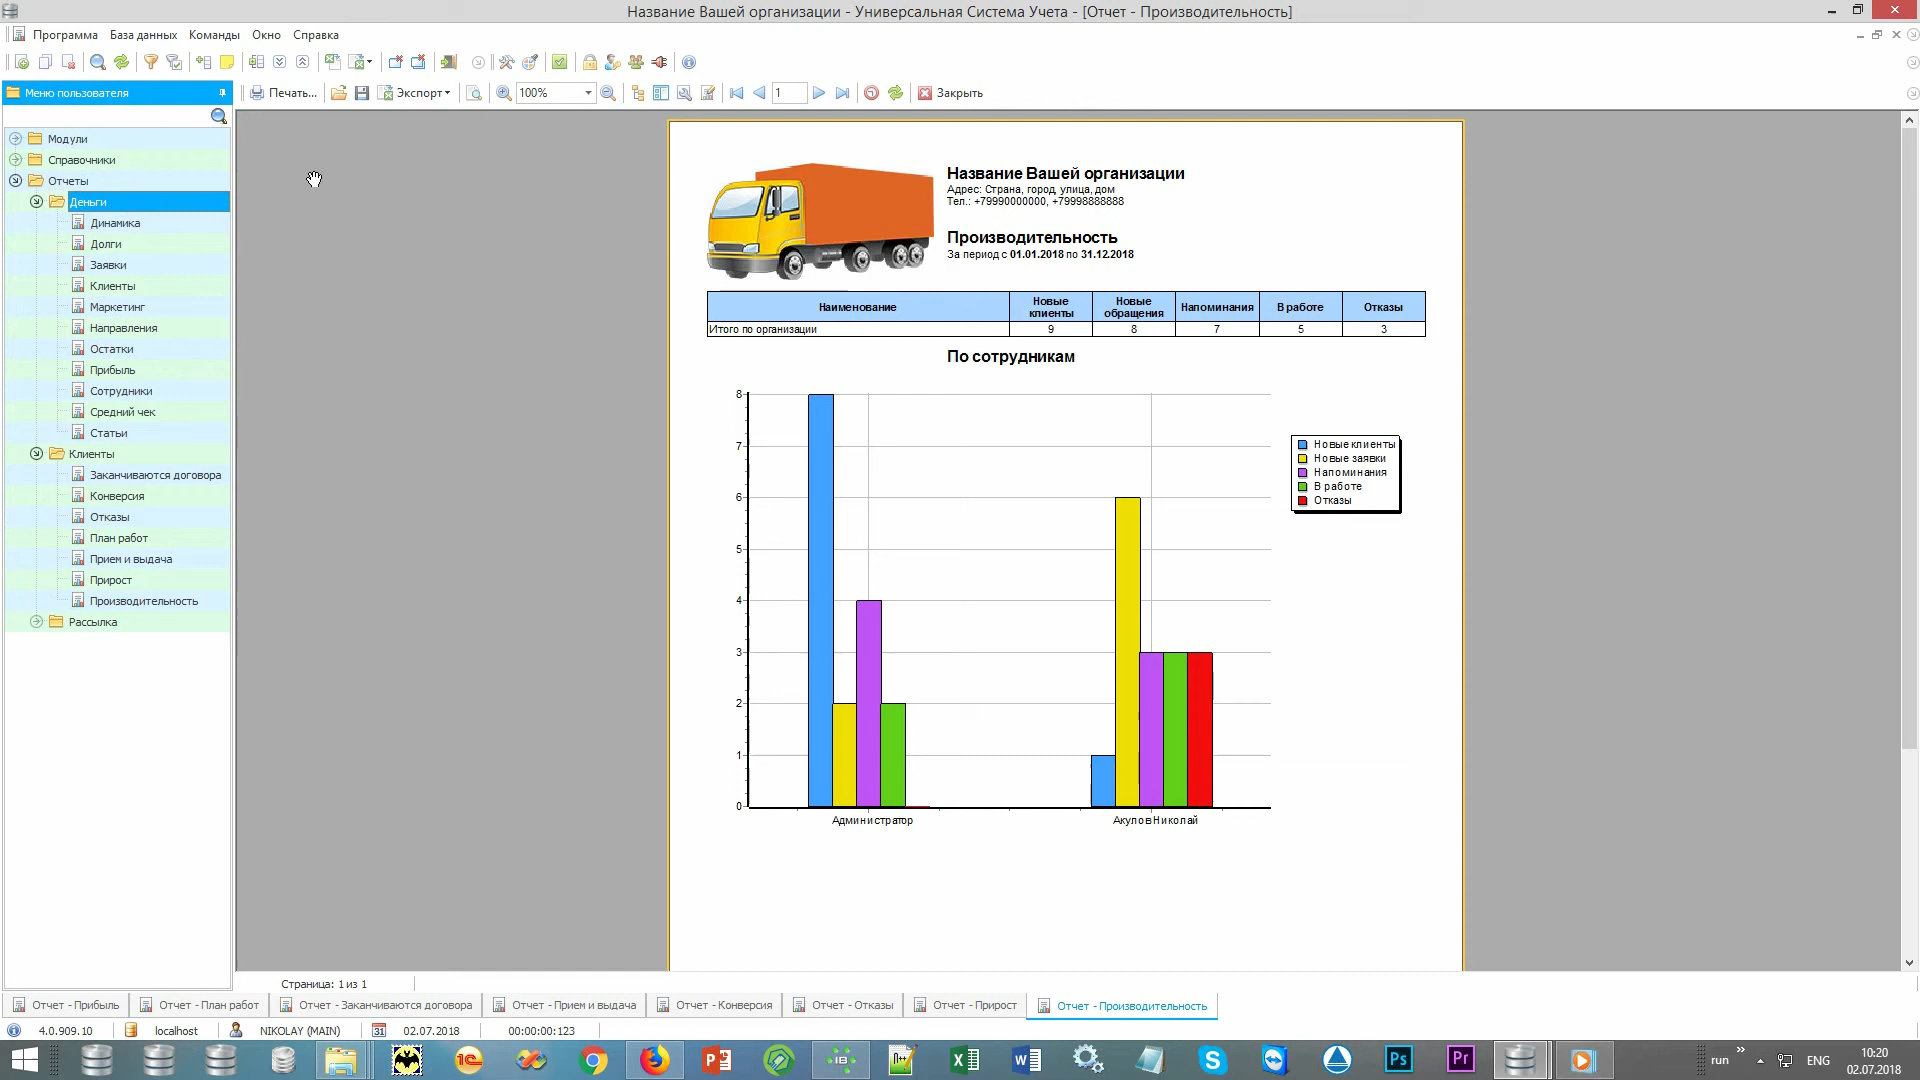 Название Вашей организации - Универсальная Система Учета - [Отчет - Производительность]
Программа База данных Команды Окно Справка
Меню пользователя
Печать... Экспорт 100% 1 Закрыть
Модули
Справочники
Отчеты
Деньги
Динамика
Долги
Заявки
Клиенты
Маркетинг
Направления
Остатки
Прибыль
Сотрудники
Средний чек
Статьи
Клиенты
Заканчиваются договора
Конверсия
Отказы
План работ
Прием и выдача
Прирост
Производительность
Рассылка
Название Вашей организации
Адрес: Страна, город, улица, дом
Тел.: +79990000000, +79998888888
Производительность
За период с 01.01.2018 по 31.12.2018
Наименование Новые клиенты Новые обращения Напоминания В работе Отказы
Итого по организации 9 8 7 5 3
По сотрудникам
8
7
6
5
4
3
2
1
0
Администратор Акулов Николай
Новые клиенты
Новые заявки
Напоминания
В работе
Отказы
Страница: 1 из 1
Отчет - Прибыль Отчет - План работ Отчет - Заканчиваются договора Отчет - Прием и выдача Отчет - Конверсия Отчет - Отказы Отчет - Прирост Отчет - Производительность
4.0.909.10 localhost NIKOLAY (MAIN) 31 02.07.2018 00:00:00:123
run ENG 10:20
02.07.2018